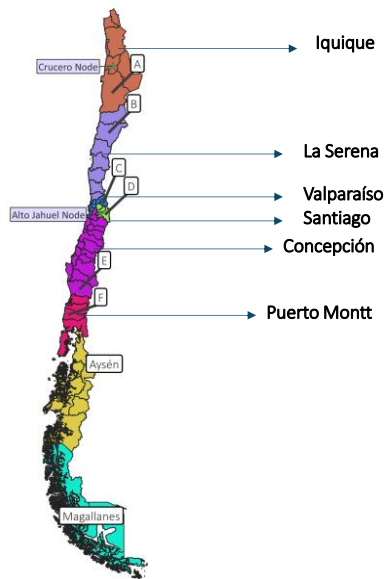 Iquique
Crucero Node
A
B
La Serena
C
D
Valparaíso
Alto Jahuel Node
Santiago
Concepción
E
F
Puerto Montt
Aysén
Magallanes